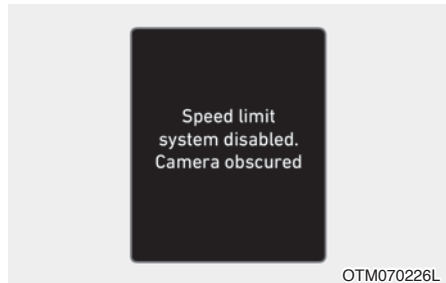 Speed limit
system disabled.
Camera obscured
OTM070226L